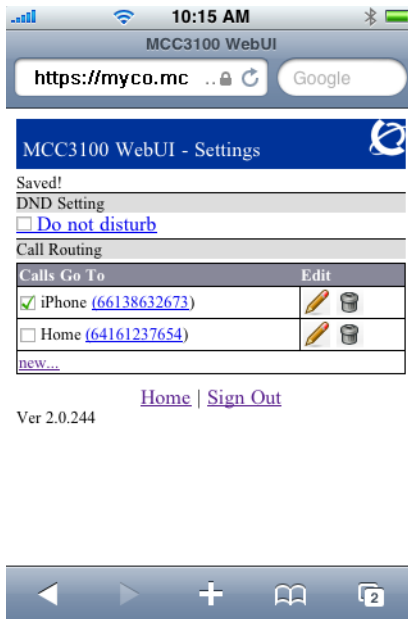 10:15 AM
MCC3100 WebUI
https://myco.mc ... Google
MCC3100 WebUI - Settings
Saved!
DND Setting
Do not disturb
Call Routing
Calls Go To Edit
iPhone (66138632673)
Home (64161237654)
new...
Home | Sign Out
Ver 2.0.244
2